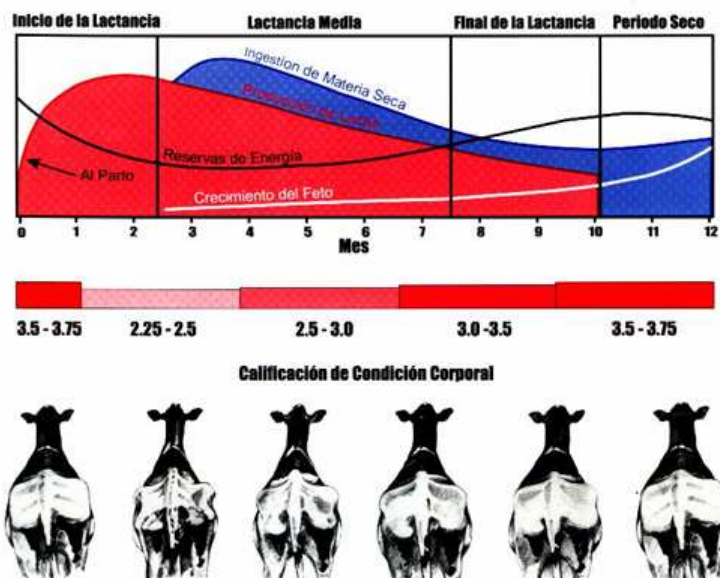 Inicio de la Lactancia Lactancia Media Final de la Lactancia Periodo Seco
Ingestion de Materia Seca
Producción de Leche
Reservas de Energía
Al Parto
Crecimiento del Feto
0 1 2 3 4 5 6 7 8 9 10 11 12
Mes
3.5 - 3.75 2.25 - 2.5 2.5 - 3.0 3.0 -3.5 3.5 - 3.75
Calificación de Condición Corporal